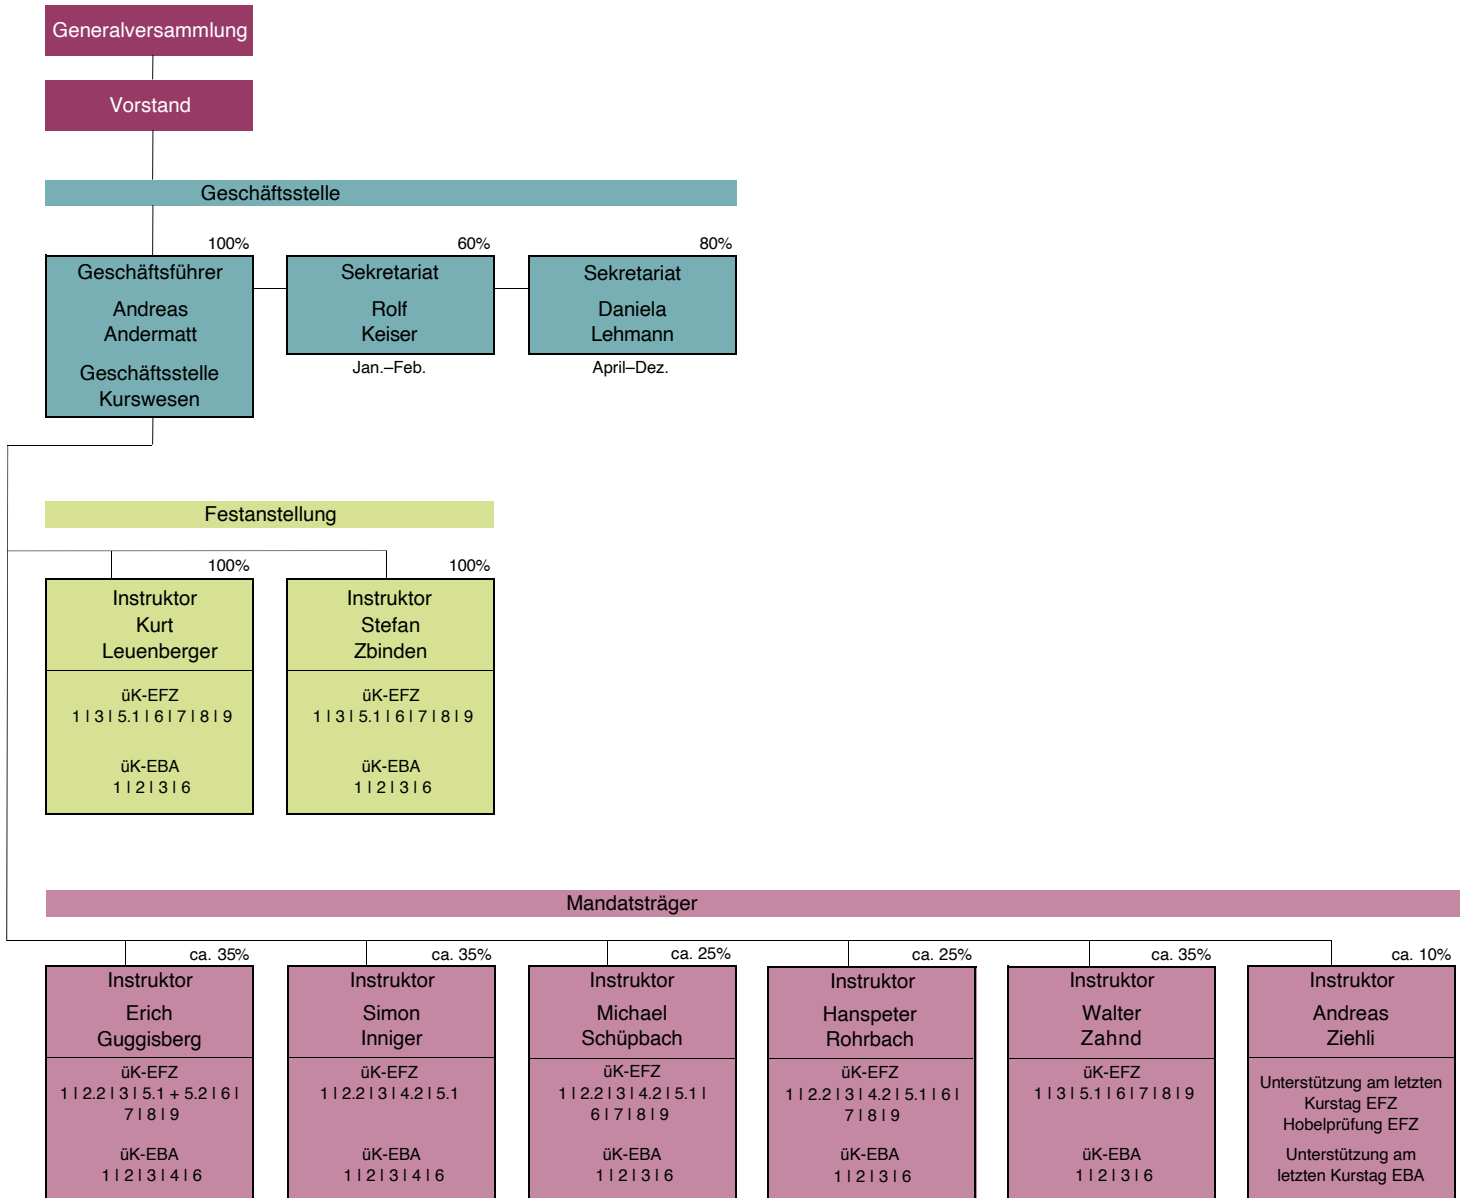 Generalversammlung
Vorstand
Geschäftsstelle
100%
Geschäftsführer
Andreas
Andermatt
Geschäftsstelle
Kurswesen
60%
Sekretariat
Rolf
Keiser
Jan.–Feb.
80%
Sekretariat
Daniela
Lehmann
April–Dez.
Festanstellung
100%
Instruktor
Kurt
Leuenberger
üK-EFZ
1 | 3 | 5.1 | 6 | 7 | 8 | 9
üK-EBA
1 | 2 | 3 | 6
100%
Instruktor
Stefan
Zbinden
üK-EFZ
1 | 3 | 5.1 | 6 | 7 | 8 | 9
üK-EBA
1 | 2 | 3 | 6
Mandatsträger
ca. 35%
Instruktor
Erich
Guggisberg
üK-EFZ
1 | 2.2 | 3 | 5.1 + 5.2 | 6 |
7 | 8 | 9
üK-EBA
1 | 2 | 3 | 4 | 6
ca. 35%
Instruktor
Simon
Inniger
üK-EFZ
1 | 2.2 | 3 | 4.2 | 5.1
üK-EBA
1 | 2 | 3 | 4 | 6
ca. 25%
Instruktor
Michael
Schüpbach
üK-EFZ
1 | 2.2 | 3 | 4.2 | 5.1 |
6 | 7 | 8 | 9
üK-EBA
1 | 2 | 3 | 6
ca. 25%
Instruktor
Hanspeter
Rohrbach
üK-EFZ
1 | 2.2 | 3 | 4.2 | 5.1 | 6 |
7 | 8 | 9
üK-EBA
1 | 2 | 3 | 6
ca. 35%
Instruktor
Walter
Zahnd
üK-EFZ
1 | 3 | 5.1 | 6 | 7 | 8 | 9
üK-EBA
1 | 2 | 3 | 6
ca. 10%
Instruktor
Andreas
Ziehli
Unterstützung am letzten
Kurstag EFZ
Hobelprüfung EFZ
Unterstützung am
letzten Kurstag EBA